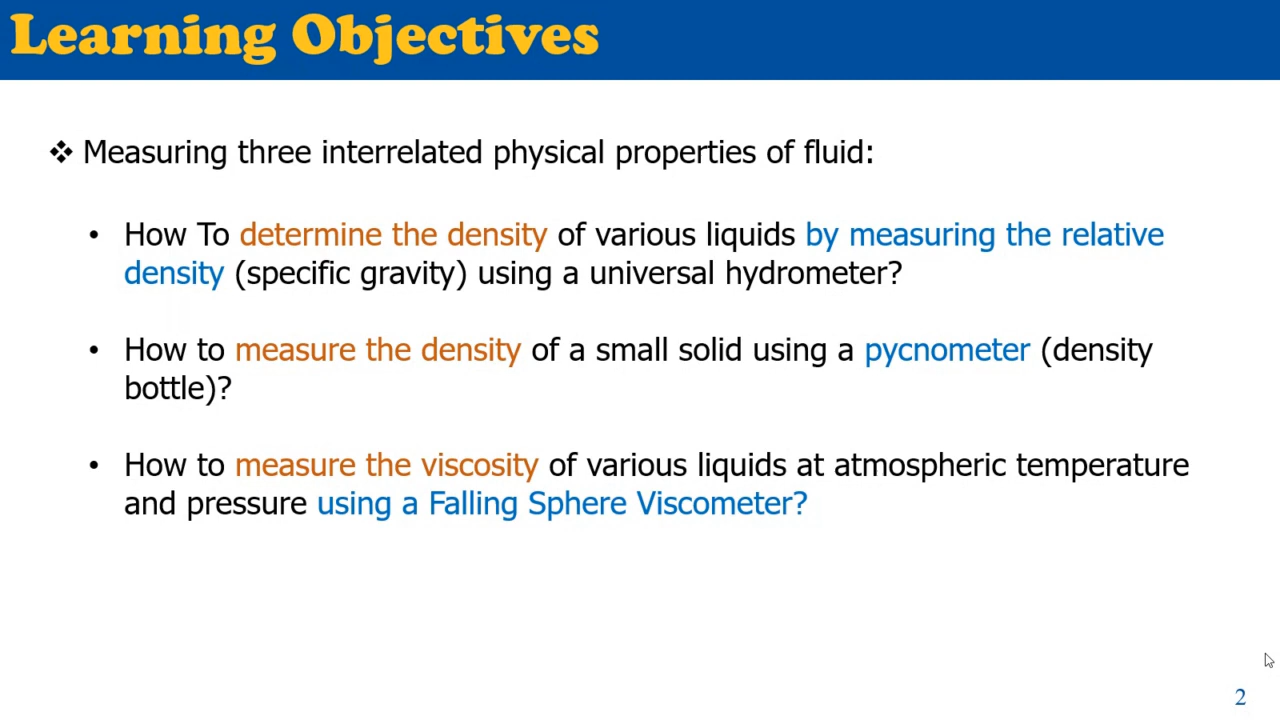 Learning Objectives
❖ Measuring three interrelated physical properties of fluid:
• How To determine the density of various liquids by measuring the relative
density (specific gravity) using a universal hydrometer?
• How to measure the density of a small solid using a pycnometer (density
bottle)?
• How to measure the viscosity of various liquids at atmospheric temperature
and pressure using a Falling Sphere Viscometer?
2